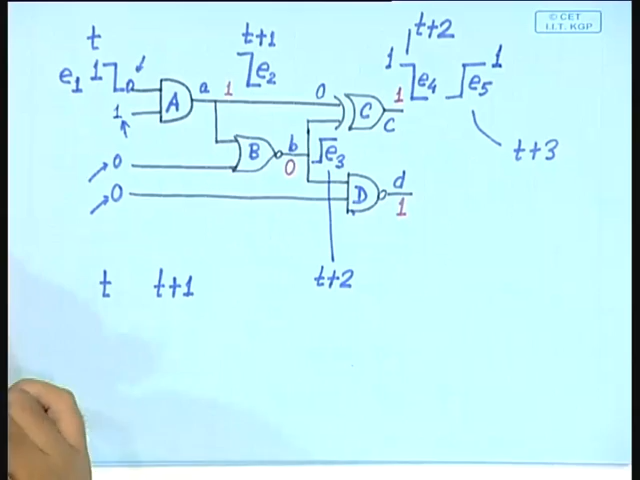 © CET
I.I.T. KGP
t
t+1
t+2
e1 1 0
a 1
e2
0
1 e4
e5 1
A
1
C
1
C
t+3
B
b
0
e3
0
0
D
d
1
t t+1
t+2